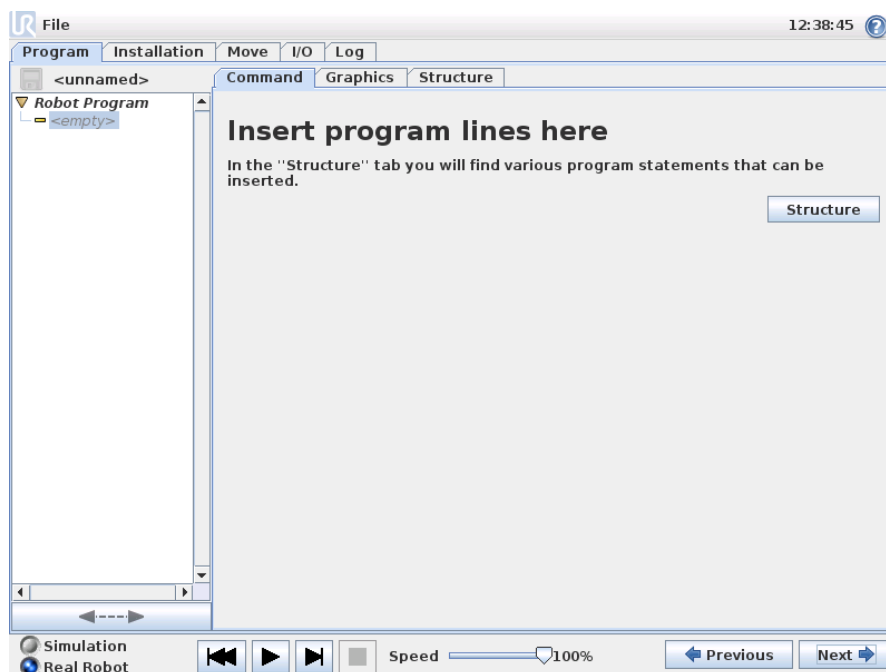 UR File 12:38:45 ?
Program Installation Move I/O Log
<unnamed> Command Graphics Structure
Robot Program
<empty>
Insert program lines here
In the "Structure" tab you will find various program statements that can be
inserted.
Structure
Simulation
Real Robot
Speed 100% Previous Next